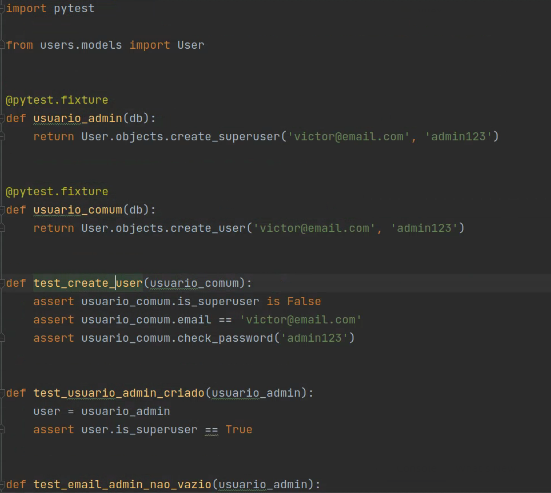 import pytest
from users.models import User
@pytest.fixture
def usuario_admin(db):
    return User.objects.create_superuser('victor@email.com', 'admin123')
@pytest.fixture
def usuario_comum(db):
    return User.objects.create_user('victor@email.com', 'admin123')
def test_create_user(usuario_comum):
    assert usuario_comum.is_superuser is False
    assert usuario_comum.email == 'victor@email.com'
    assert usuario_comum.check_password('admin123')
def test_usuario_admin_criado(usuario_admin):
    user = usuario_admin
    assert user.is_superuser == True
def test_email_admin_nao_vazio(usuario_admin):